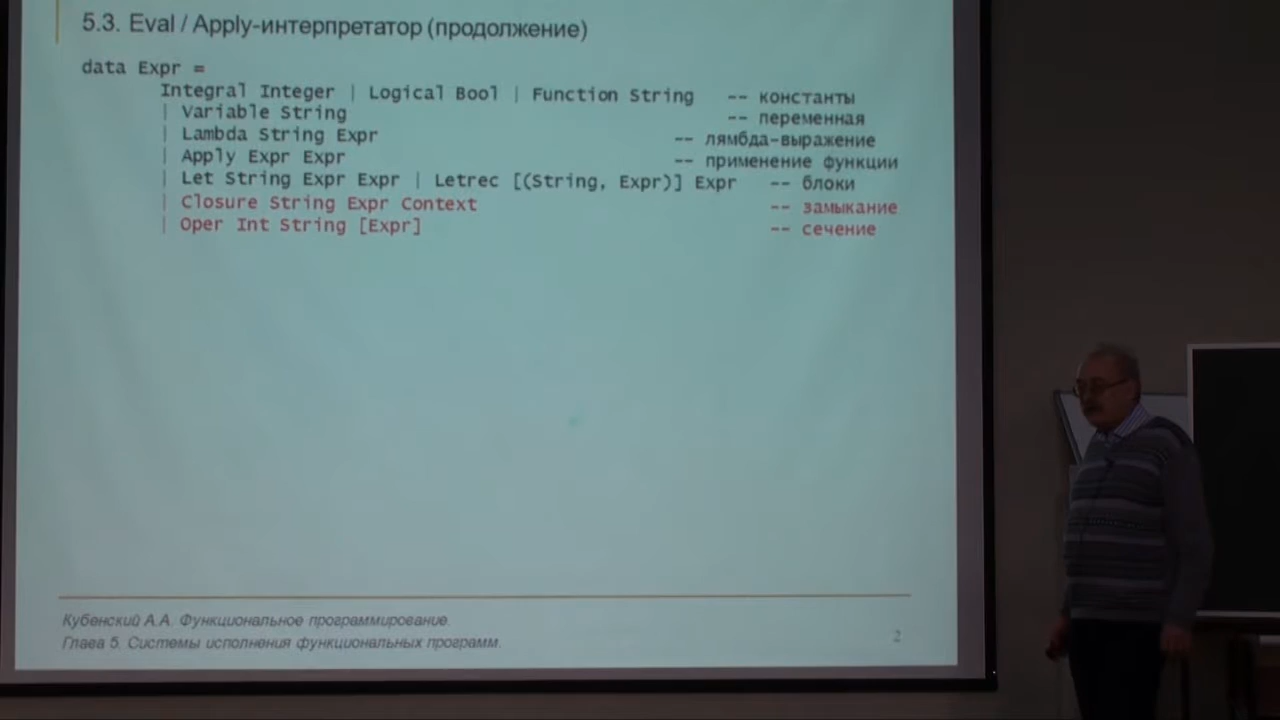 5.3. Eval / Apply-интерпретатор (продолжение)
data Expr =
Integral Integer | Logical Bool | Function String -- константы
| Variable String -- переменная
| Lambda String Expr -- лямбда-выражение
| Apply Expr Expr -- применение функции
| Let String Expr Expr | Letrec [(String, Expr)] Expr -- блоки
| Closure String Expr Context -- замыкание
| Oper Int String [Expr] -- сечение
Кубенский А.А. Функциональное программирование.
Глава 5. Системы исполнения функциональных программ.
2